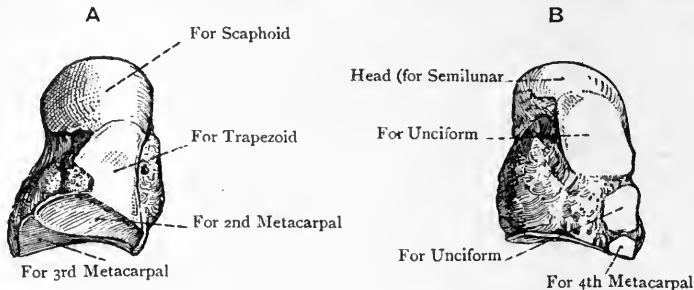 A
For Scaphoid
For Trapezoid
For 2nd Metacarpal
For 3rd Metacarpal
B
Head (for Semilunar
For Unciform
For Unciform
For 4th Metacarpal